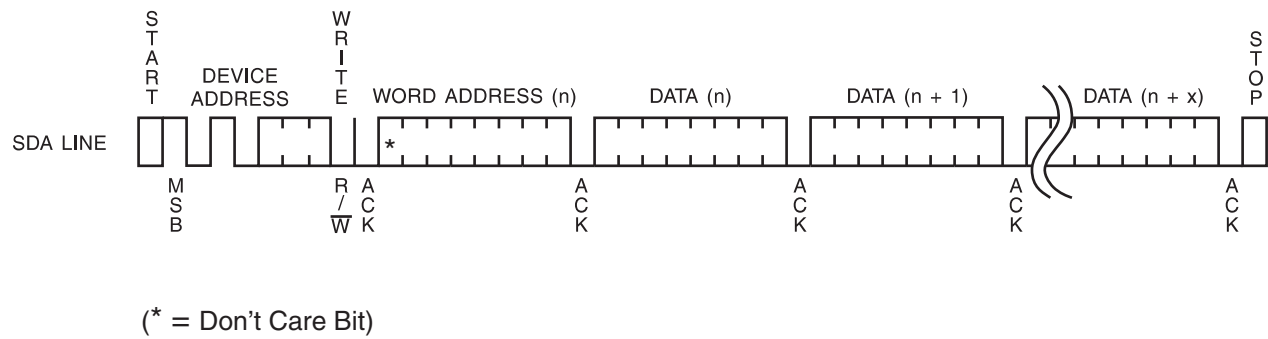 START
WRITE
STOP
DEVICE
ADDRESS
WORD ADDRESS (n)
DATA (n)
DATA (n + 1)
DATA (n + x)
SDA LINE
*
MSB
R/W̅
ACK
ACK
ACK
ACK
ACK
(* = Don't Care Bit)